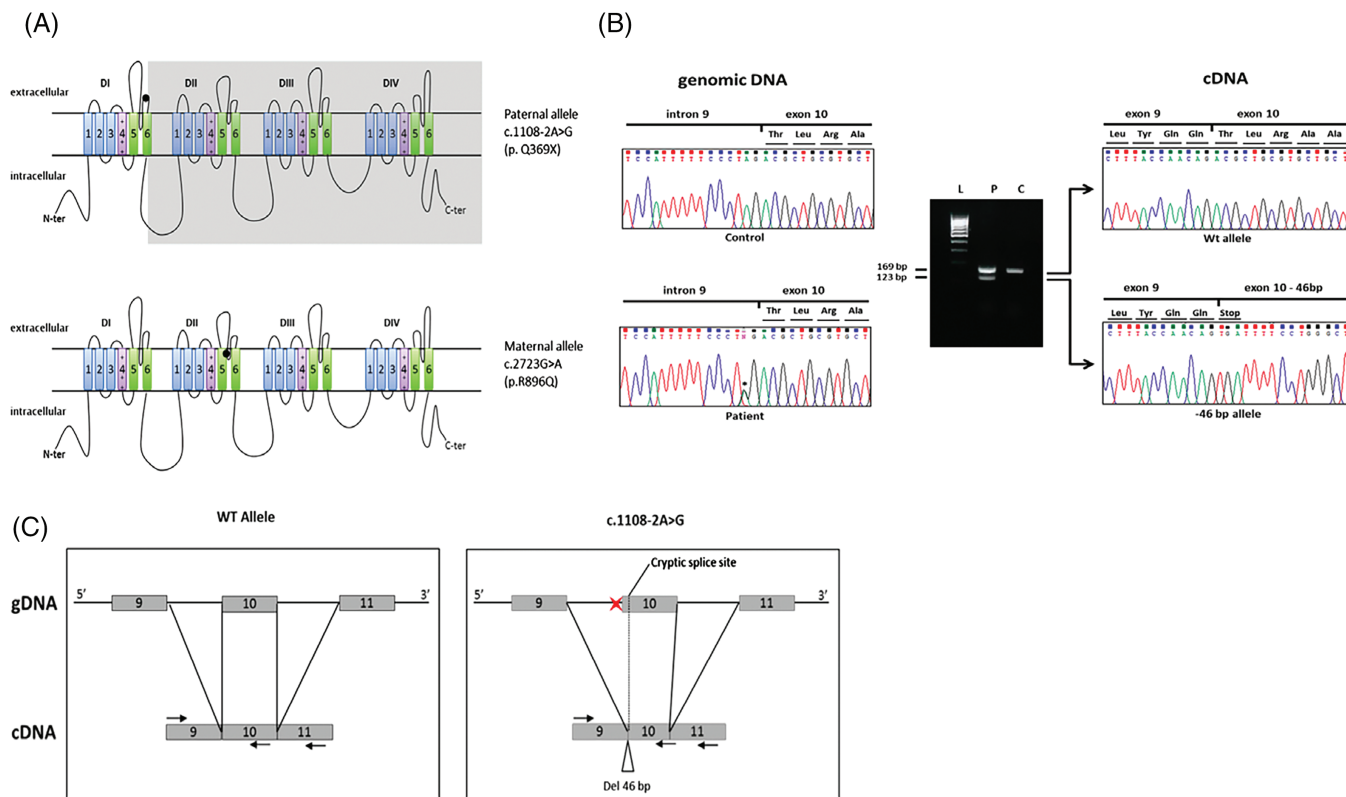 (A)
DI DII DIII DIV
extracellular
1 2 3 4 5 6 1 2 3 4 5 6 1 2 3 4 5 6 1 2 3 4 5 6
intracellular
N-ter
C-ter
Paternal allele
c.1108-2A>G
(p. Q369X)
DI DII DIII DIV
extracellular
1 2 3 4 5 6 1 2 3 4 5 6 1 2 3 4 5 6 1 2 3 4 5 6
intracellular
N-ter
C-ter
Maternal allele
c.2723G>A
(p.R896Q)
(B)
genomic DNA
intron 9 exon 10
Thr Leu Arg Ala
T C C A T T T T T C C C T A G A C G C T G C G T G C T
Control
intron 9 exon 10
Thr Leu Arg Ala
Patient
L P C
169 bp
123 bp
cDNA
exon 9 exon 10
Leu Tyr Gln Gln Thr Leu Arg Ala Ala
C T T T A C C A A C A G A C G C T G C G T G C T G C T
Wt allele
exon 9 exon 10 - 46bp
Leu Tyr Gln Gln Stop
C T T T A C C A A C A G T G A T T T T C C T G G G C T
-46 bp allele
(C)
WT Allele
5' 3'
gDNA
9 10 11
cDNA
9 10 11
c.1108-2A>G
Cryptic splice site
5' 3'
9 10 11
9 10 11
Del 46 bp